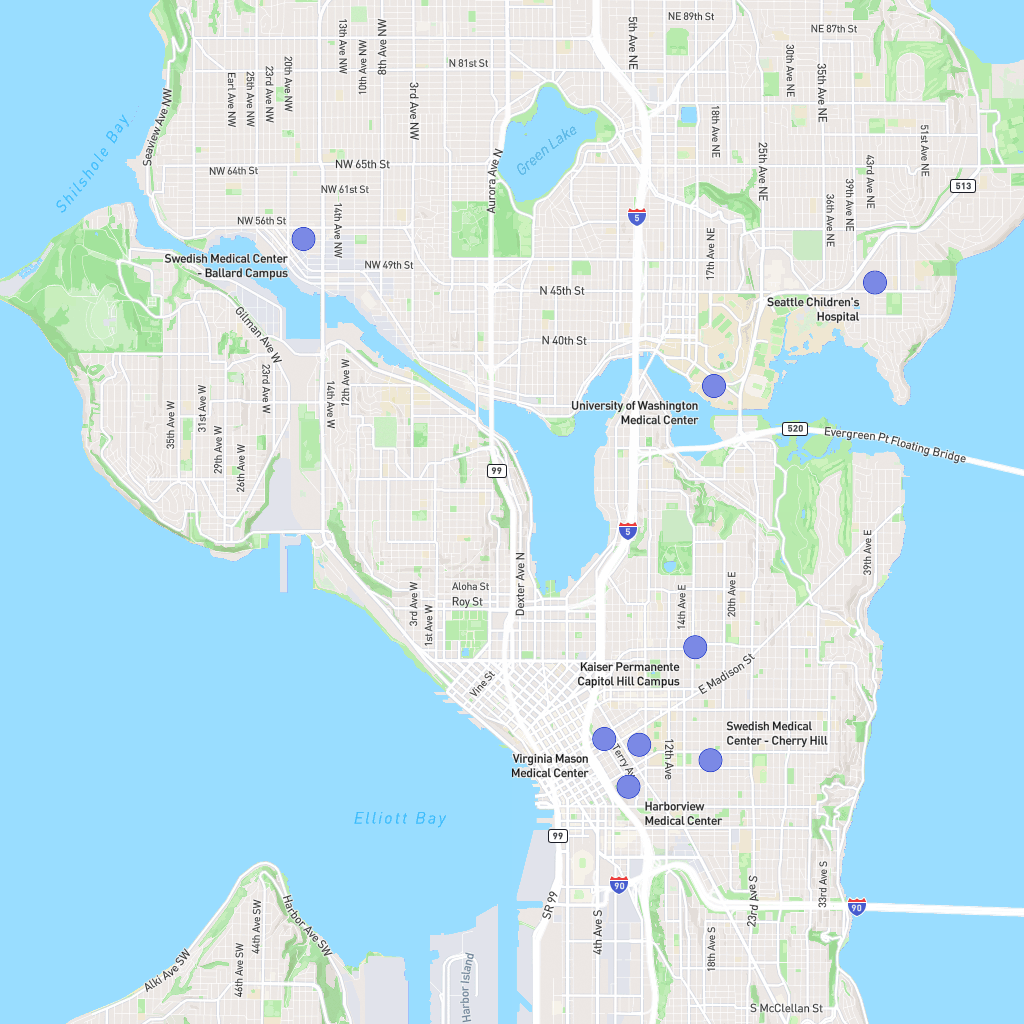 NE 89th St
NE 87th St
5th Ave NE
13th Ave NW
8th Ave NW
10th Ave NW
N 81st St
20th Ave NW
23rd Ave NW
25th Ave NW
Earl Ave NW
3rd Ave NW
30th Ave NE
35th Ave NE
18th Ave NE
51st Ave NE
Seaview Ave NW
Shilshole Bay
Green Lake
Aurora Ave N
25th Ave NE
43rd Ave NE
39th Ave NE
36th Ave NE
513
NW 65th St
NW 64th St
NW 61st St
NW 56th St
14th Ave NW
5
17th Ave NE
Swedish Medical Center
- Ballard Campus
NW 49th St
N 45th St
Seattle Children's
Hospital
Gilman Ave W
N 40th St
23rd Ave W
14th Ave W
12th Ave W
35th Ave W
31st Ave W
29th Ave W
26th Ave W
University of Washington
Medical Center
520
Evergreen Pt Floating Bridge
99
5
39th Ave E
Dexter Ave N
Aloha St
Roy St
3rd Ave W
1st Ave W
14th Ave E
20th Ave E
Kaiser Permanente
Capitol Hill Campus
E Madison St
Vine St
Swedish Medical
Center - Cherry Hill
12th Ave
Terry Av
Virginia Mason
Medical Center
Harborview
Medical Center
Elliott Bay
99
90
90
SR 99
4th Ave S
23rd Ave S
33rd Ave S
18th Ave S
44th Ave SW
46th Ave SW
Harbor Ave SW
Alki Ave SW
Harbor Island
S McClellan St